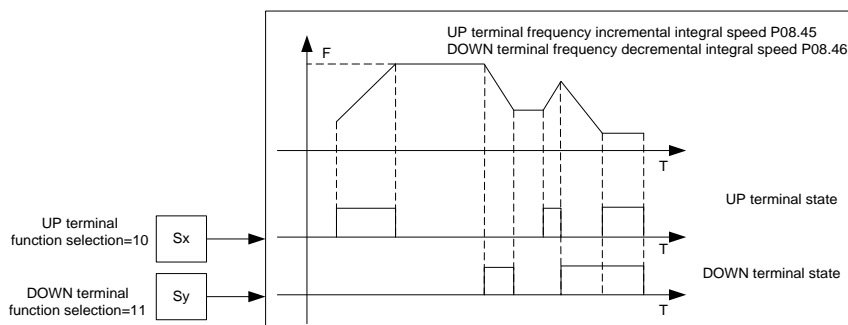 UP terminal frequency incremental integral speed P08.45
DOWN terminal frequency decremental integral speed P08.46
F
T
UP terminal state
UP terminal
function selection=10
Sx
T
DOWN terminal state
DOWN terminal
function selection=11
Sy
T